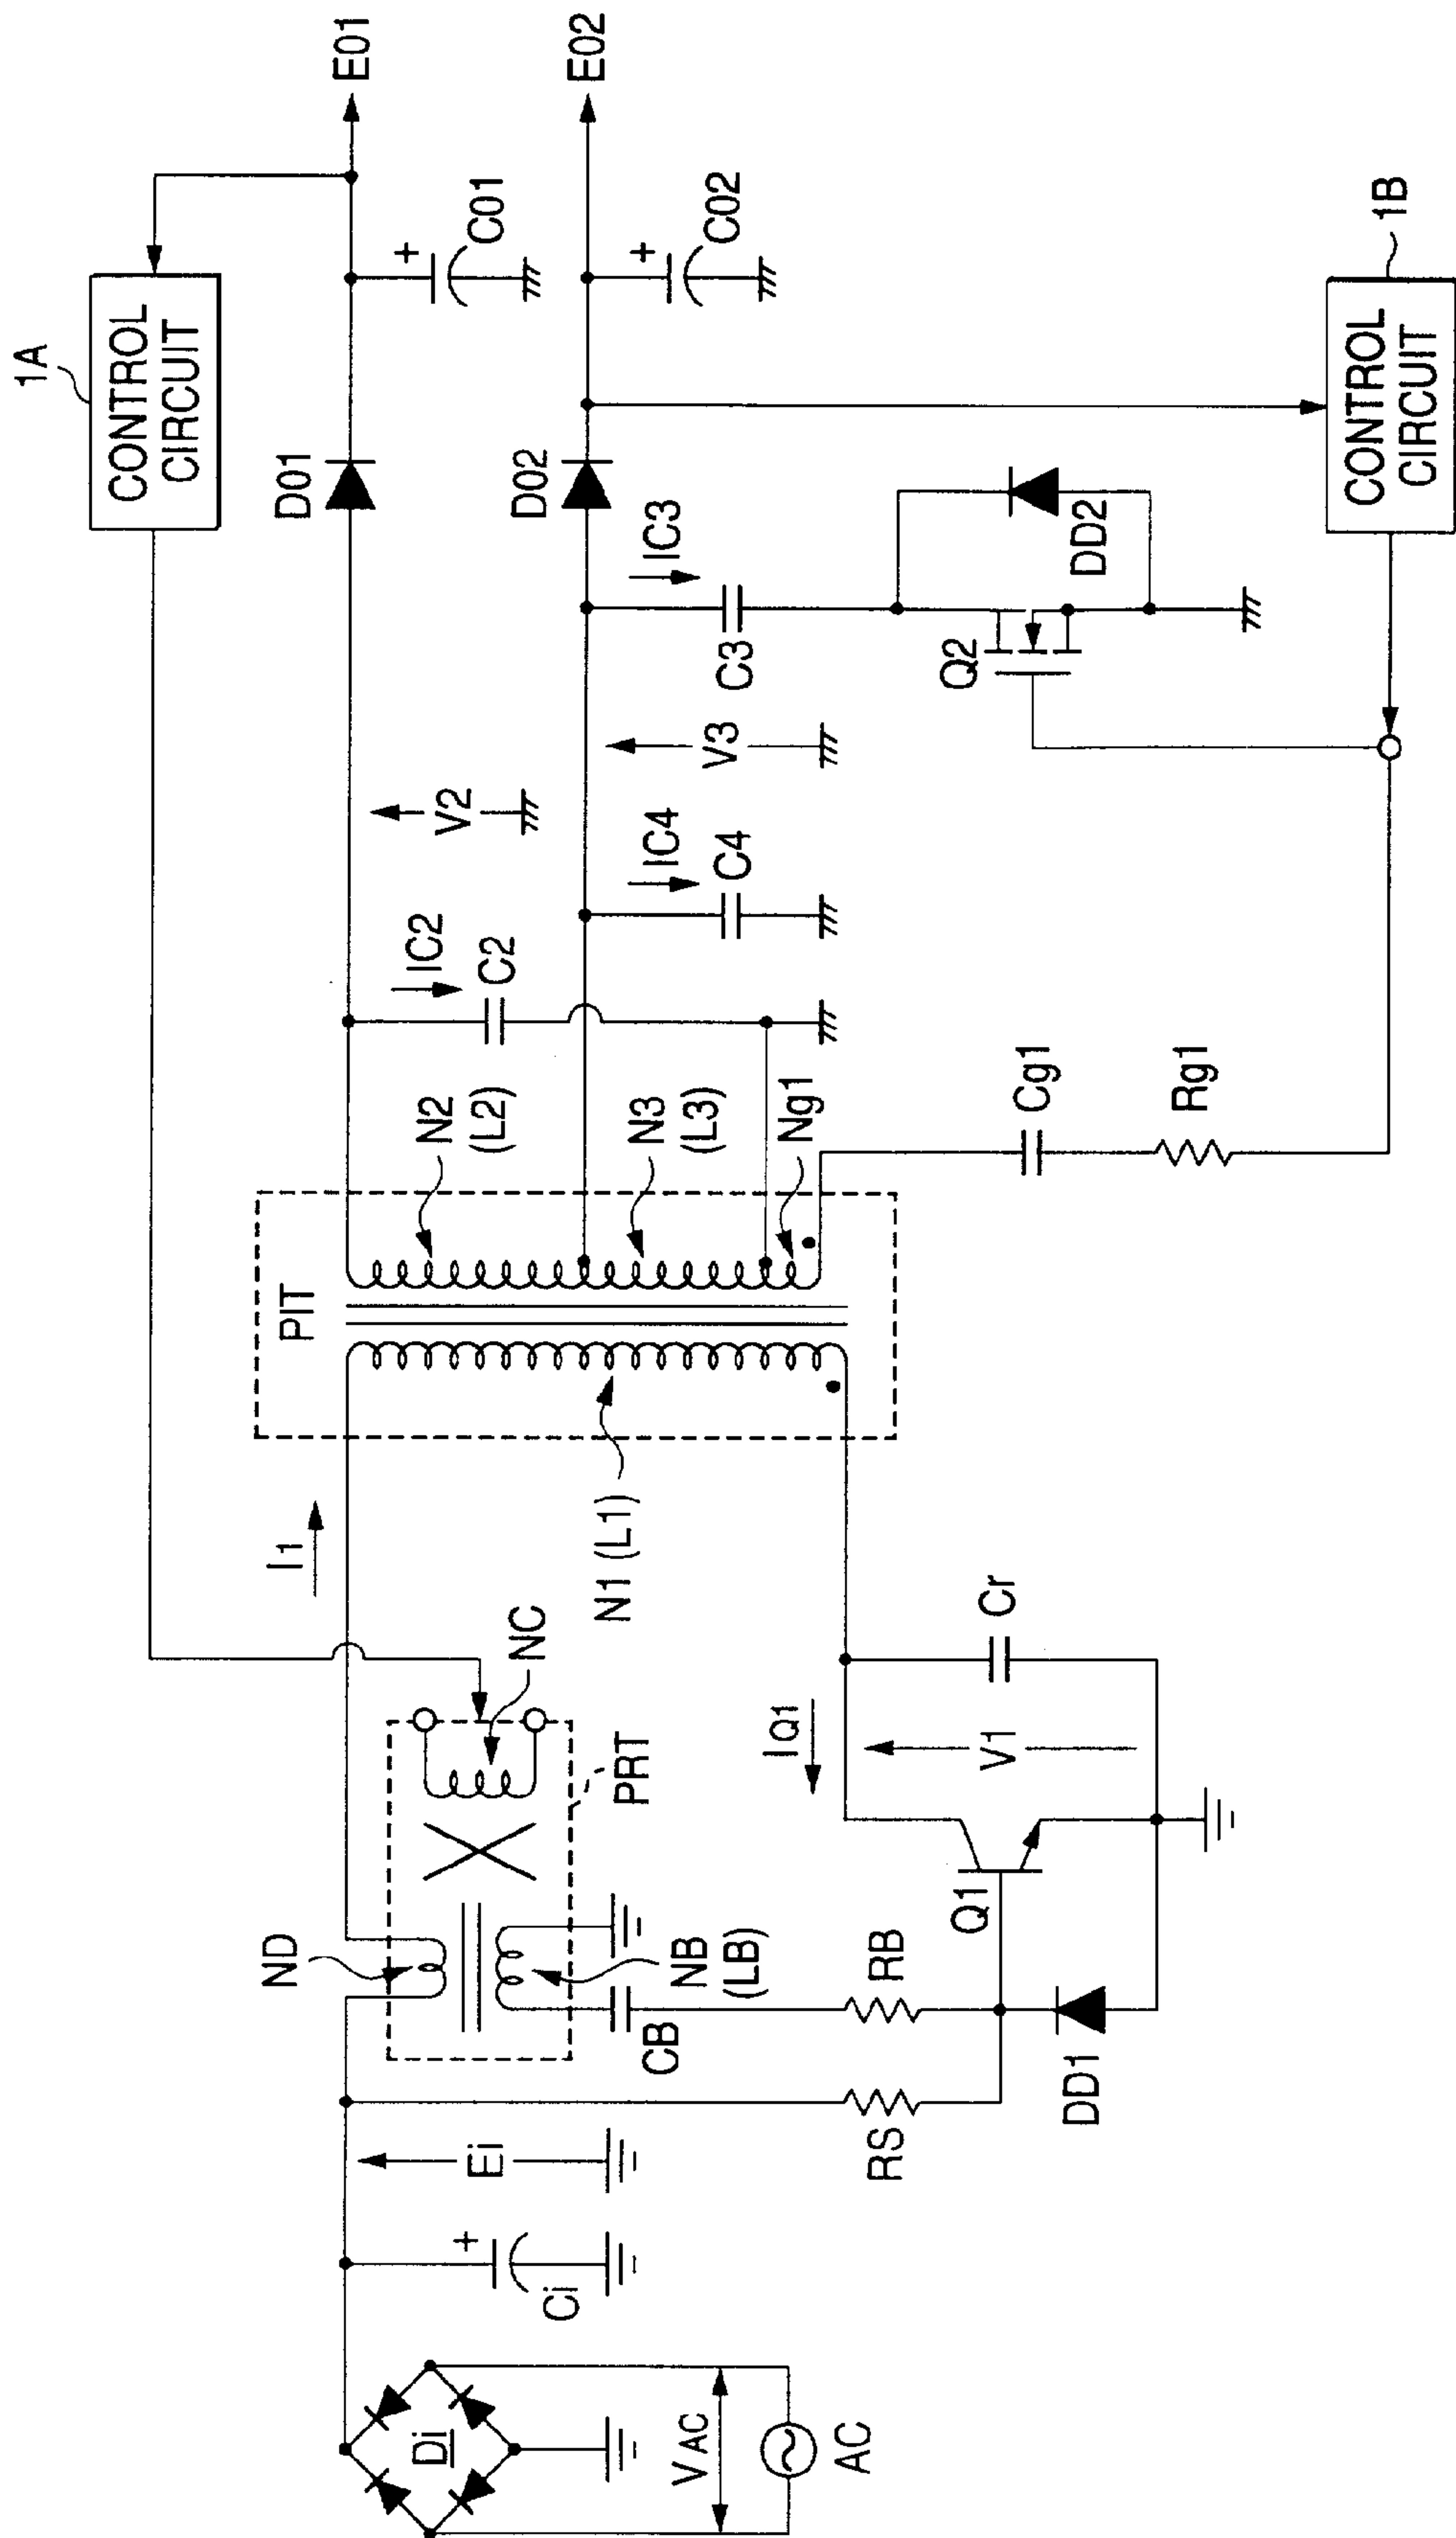 1A
CONTROL
CIRCUIT
E01
E02
D01
C01
+
D02
C02
+
1B
CONTROL
CIRCUIT
IC3
C3
DD2
Q2
V2
V3
IC4
C4
IC2
C2
N2
(L2)
N3
(L3)
Ng1
Cg1
Rg1
PIT
N1 (L1)
I1
NC
PRT
ND
NB
(LB)
CB
IQ1
V1
Cr
Q1
RB
RS
DD1
Ei
Ci
+
Di
VAC
AC